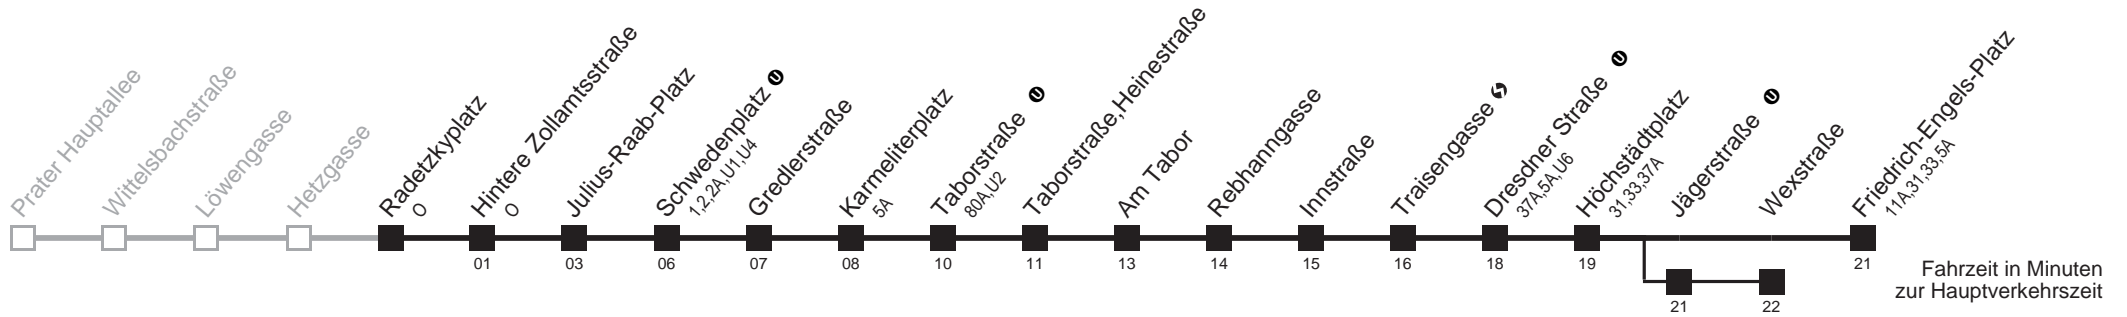 Prater Hauptallee
Wittelsbachstraße
Löwengasse
Hetzgasse
Radetzkyplatz
O
Hintere Zollamtsstraße
O
01
Julius-Raab-Platz
03
Schwedenplatz U
1,2,2A,U1,U4
06
Gredlerstraße
07
Karmeliterplatz
5A
08
Taborstraße U
80A,U2
10
Taborstraße,Heinestraße
11
Am Tabor
13
Rebhanngasse
14
Innstraße
15
Traisengasse S
16
Dresdner Straße U
37A,5A,U6
18
Höchstädtplatz
31,33,37A
19
Jägerstraße U
21
Wexstraße
22
Friedrich-Engels-Platz
11A,31,33,5A
21
Fahrzeit in Minuten
zur Hauptverkehrszeit